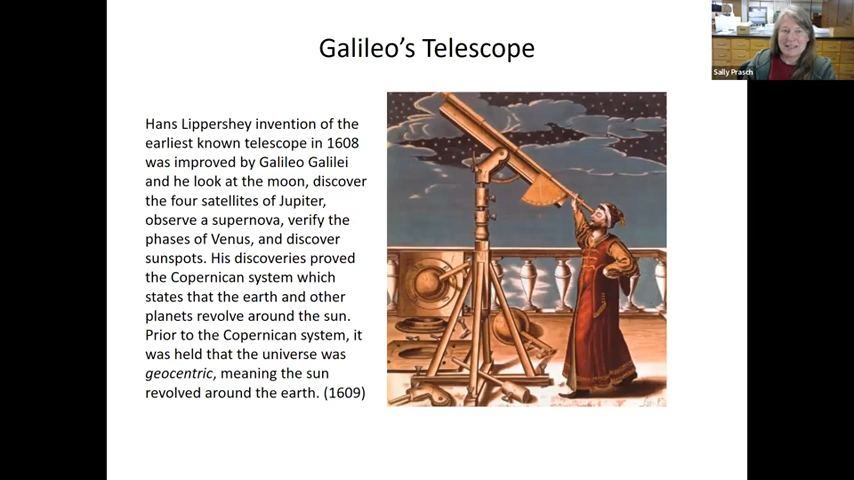 Galileo's Telescope
Sally Prasch
Hans Lippershey invention of the
earliest known telescope in 1608
was improved by Galileo Galilei
and he look at the moon, discover
the four satellites of Jupiter,
observe a supernova, verify the
phases of Venus, and discover
sunspots. His discoveries proved
the Copernican system which
states that the earth and other
planets revolve around the sun.
Prior to the Copernican system, it
was held that the universe was
geocentric, meaning the sun
revolved around the earth. (1609)